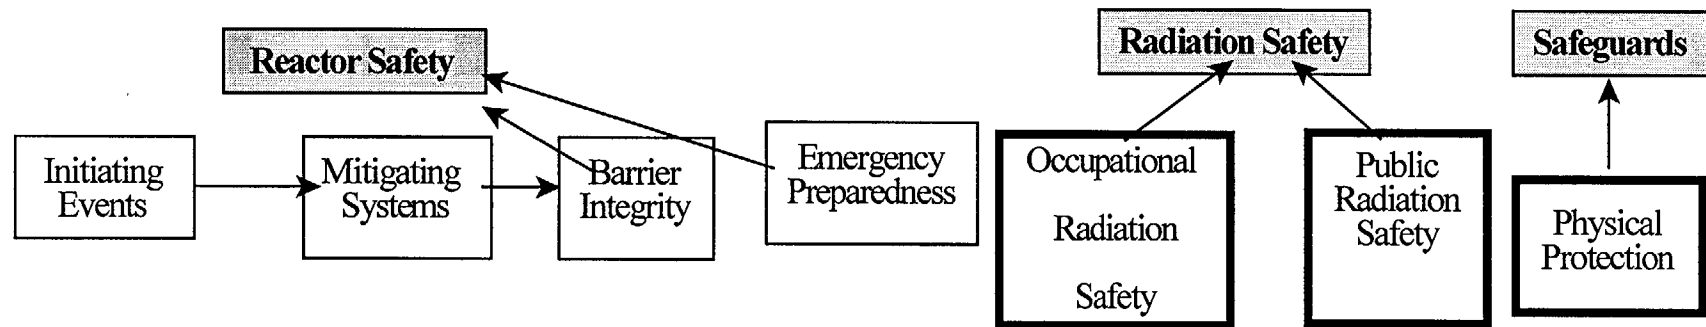 Reactor Safety
Radiation Safety
Safeguards
Initiating
Events
Mitigating
Systems
Barrier
Integrity
Emergency
Preparedness
Occupational
Radiation
Safety
Public
Radiation
Safety
Physical
Protection